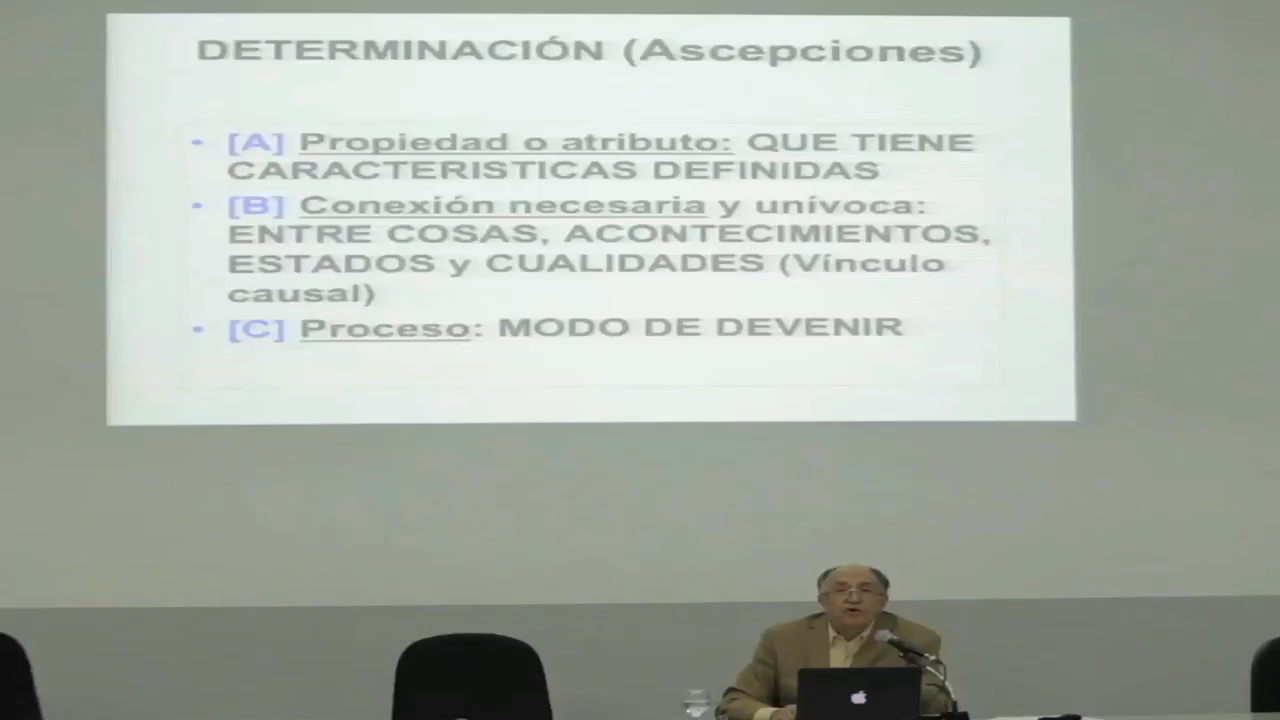 DETERMINACIÓN (Ascepciones)
• [A] Propiedad o atributo: QUE TIENE
CARACTERISTICAS DEFINIDAS
• [B] Conexión necesaria y unívoca:
ENTRE COSAS, ACONTECIMIENTOS,
ESTADOS y CUALIDADES (Vínculo
causal)
• [C] Proceso: MODO DE DEVENIR